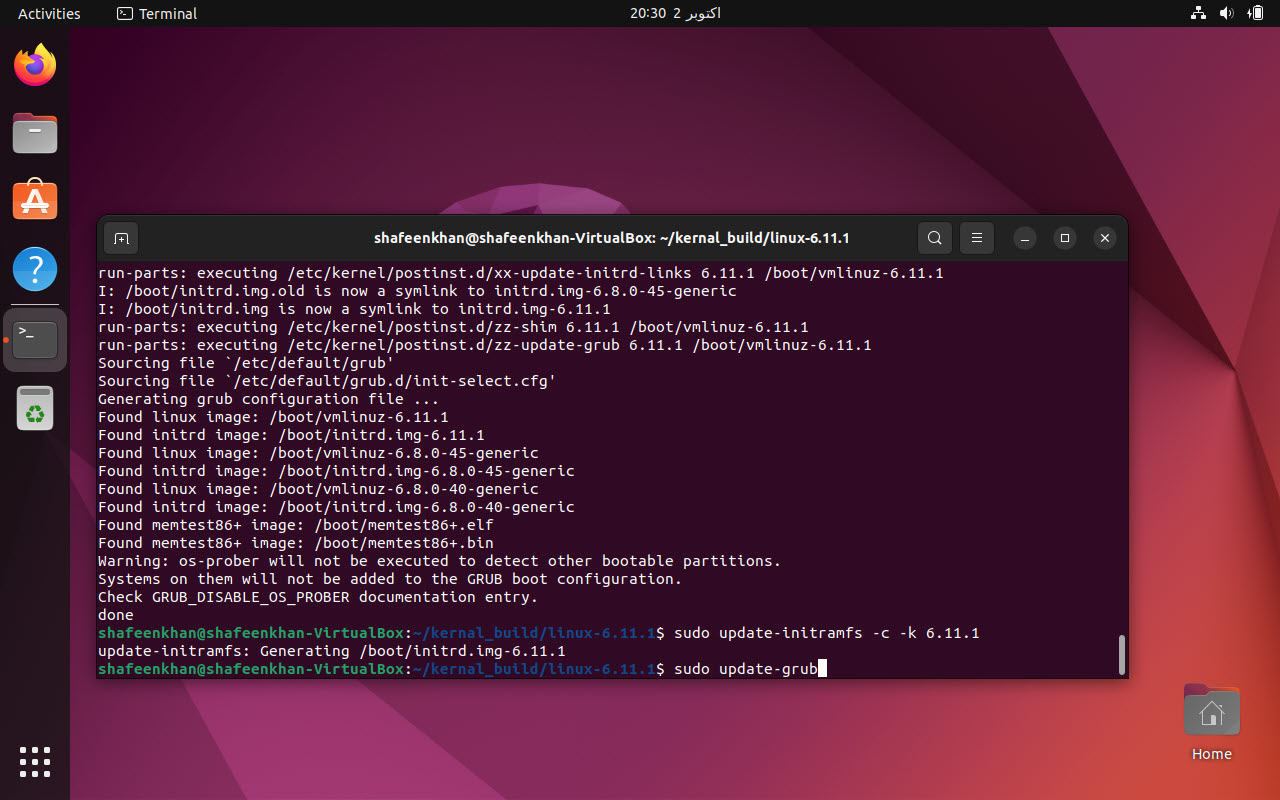 Activities
Terminal
اکتوبر 2  20:30
shafeenkhan@shafeenkhan-VirtualBox: ~/kernal_build/linux-6.11.1
run-parts: executing /etc/kernel/postinst.d/xx-update-initrd-links 6.11.1 /boot/vmlinuz-6.11.1
I: /boot/initrd.img.old is now a symlink to initrd.img-6.8.0-45-generic
I: /boot/initrd.img is now a symlink to initrd.img-6.11.1
run-parts: executing /etc/kernel/postinst.d/zz-shim 6.11.1 /boot/vmlinuz-6.11.1
run-parts: executing /etc/kernel/postinst.d/zz-update-grub 6.11.1 /boot/vmlinuz-6.11.1
Sourcing file `/etc/default/grub'
Sourcing file `/etc/default/grub.d/init-select.cfg'
Generating grub configuration file ...
Found linux image: /boot/vmlinuz-6.11.1
Found initrd image: /boot/initrd.img-6.11.1
Found linux image: /boot/vmlinuz-6.8.0-45-generic
Found initrd image: /boot/initrd.img-6.8.0-45-generic
Found linux image: /boot/vmlinuz-6.8.0-40-generic
Found initrd image: /boot/initrd.img-6.8.0-40-generic
Found memtest86+ image: /boot/memtest86+.elf
Found memtest86+ image: /boot/memtest86+.bin
Warning: os-prober will not be executed to detect other bootable partitions.
Systems on them will not be added to the GRUB boot configuration.
Check GRUB_DISABLE_OS_PROBER documentation entry.
done
shafeenkhan@shafeenkhan-VirtualBox:~/kernal_build/linux-6.11.1$ sudo update-initramfs -c -k 6.11.1
update-initramfs: Generating /boot/initrd.img-6.11.1
shafeenkhan@shafeenkhan-VirtualBox:~/kernal_build/linux-6.11.1$ sudo update-grub
Home